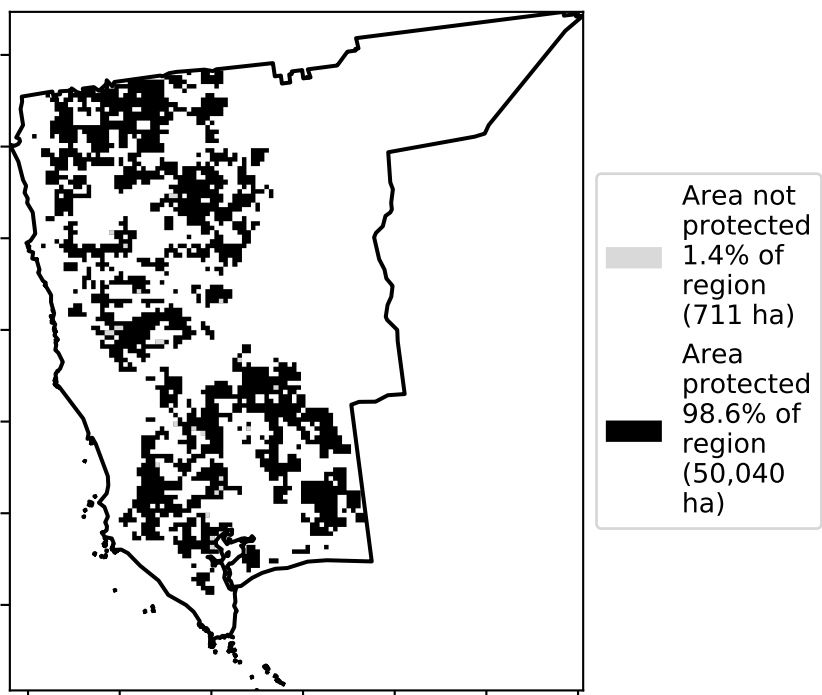 Area not
protected
1.4% of
region
(711 ha)
Area
protected
98.6% of
region
(50,040
ha)